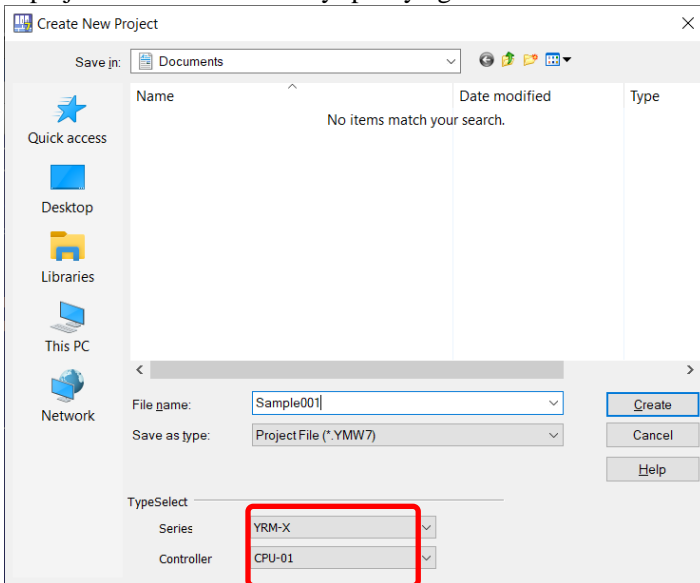 Create New Project
Save in: Documents
Name Date modified Type
No items match your search.
Quick access
Desktop
Libraries
This PC
Network
File name: Sample001 Create
Save as type: Project File (*.YMW7) Cancel
Help
TypeSelect
Series YRM-X
Controller CPU-01